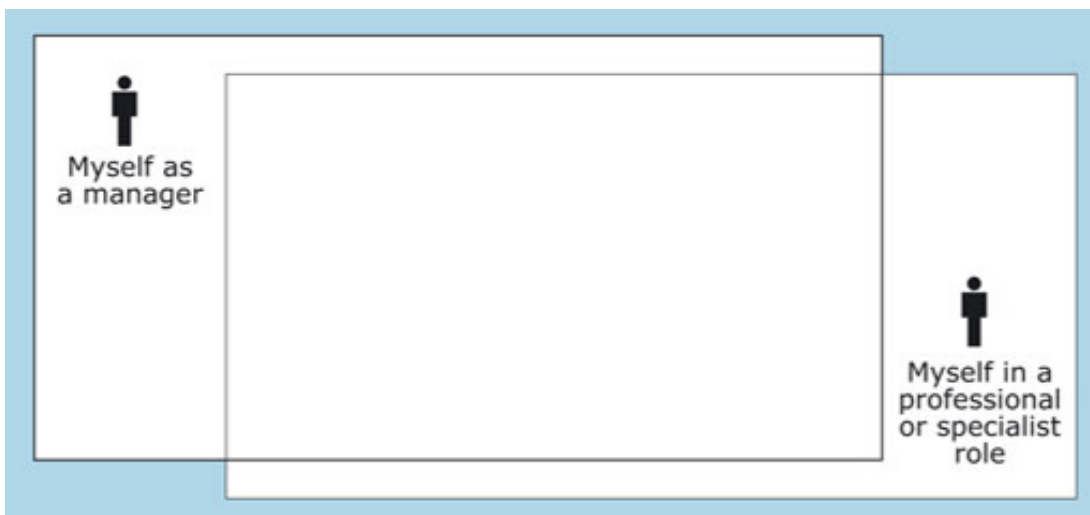 Myself as
a manager
Myself in a
professional
or specialist
role